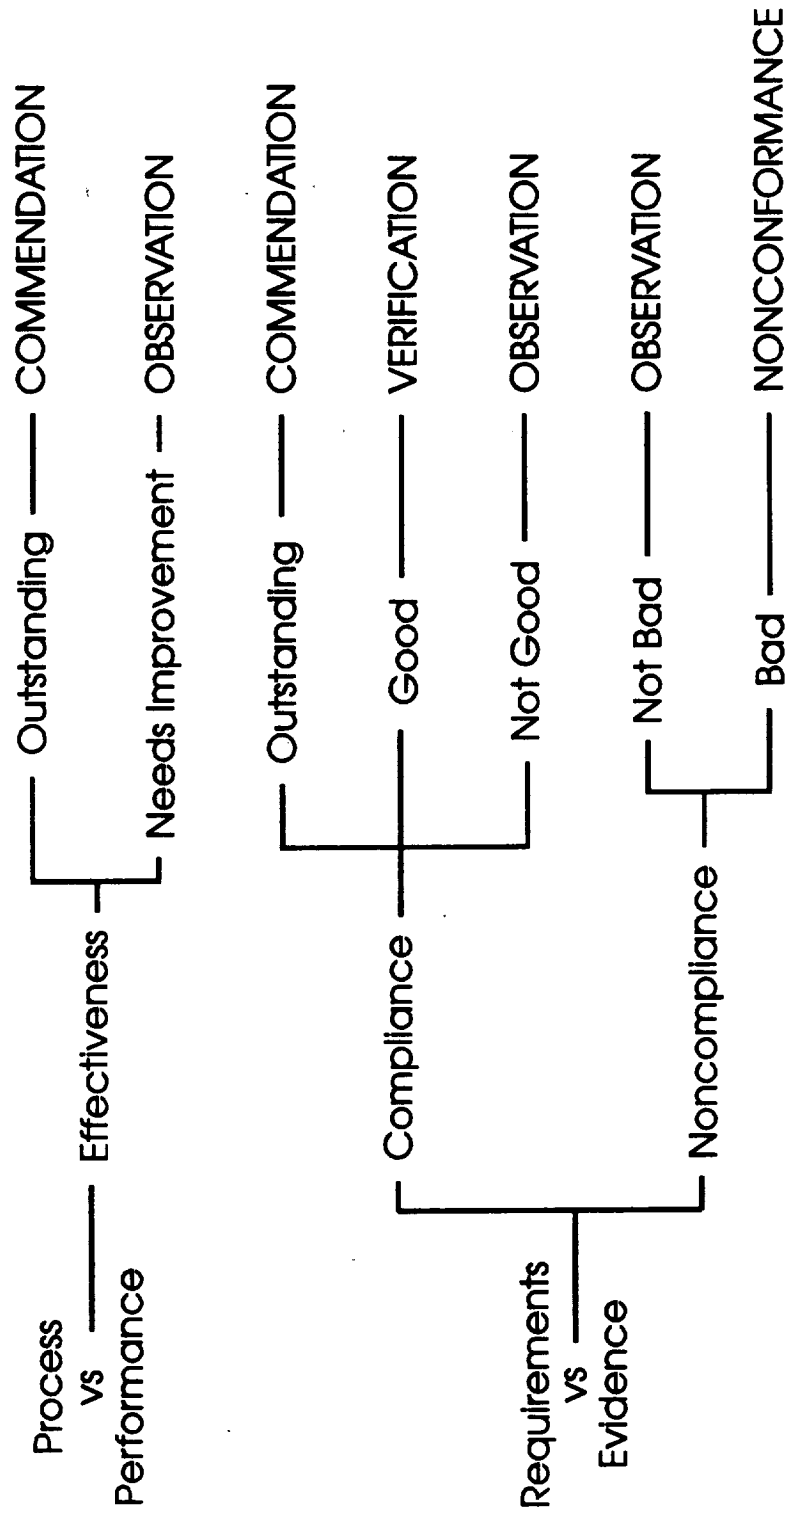 Process
vs
Performance
Effectiveness
Outstanding
COMMENDATION
Needs Improvement
OBSERVATION
Requirements
vs
Evidence
Compliance
Outstanding
COMMENDATION
Good
VERIFICATION
Not Good
OBSERVATION
Noncompliance
Not Bad
OBSERVATION
Bad
NONCONFORMANCE